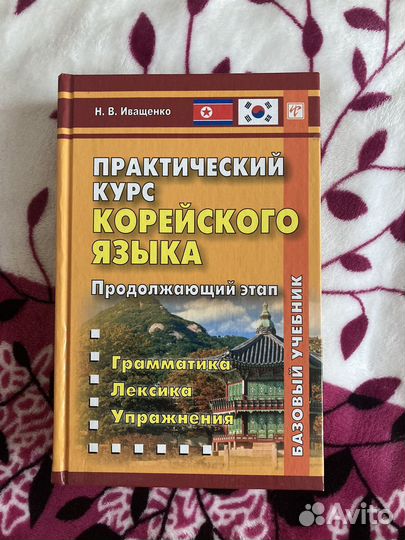 Н. В. Иващенко
ПРАКТИЧЕСКИЙ
КУРС
КОРЕЙСКОГО
ЯЗЫКА
Продолжающий этап
Грамматика
Лексика
Упражнения
БАЗОВЫЙ УЧЕБНИК
Avito